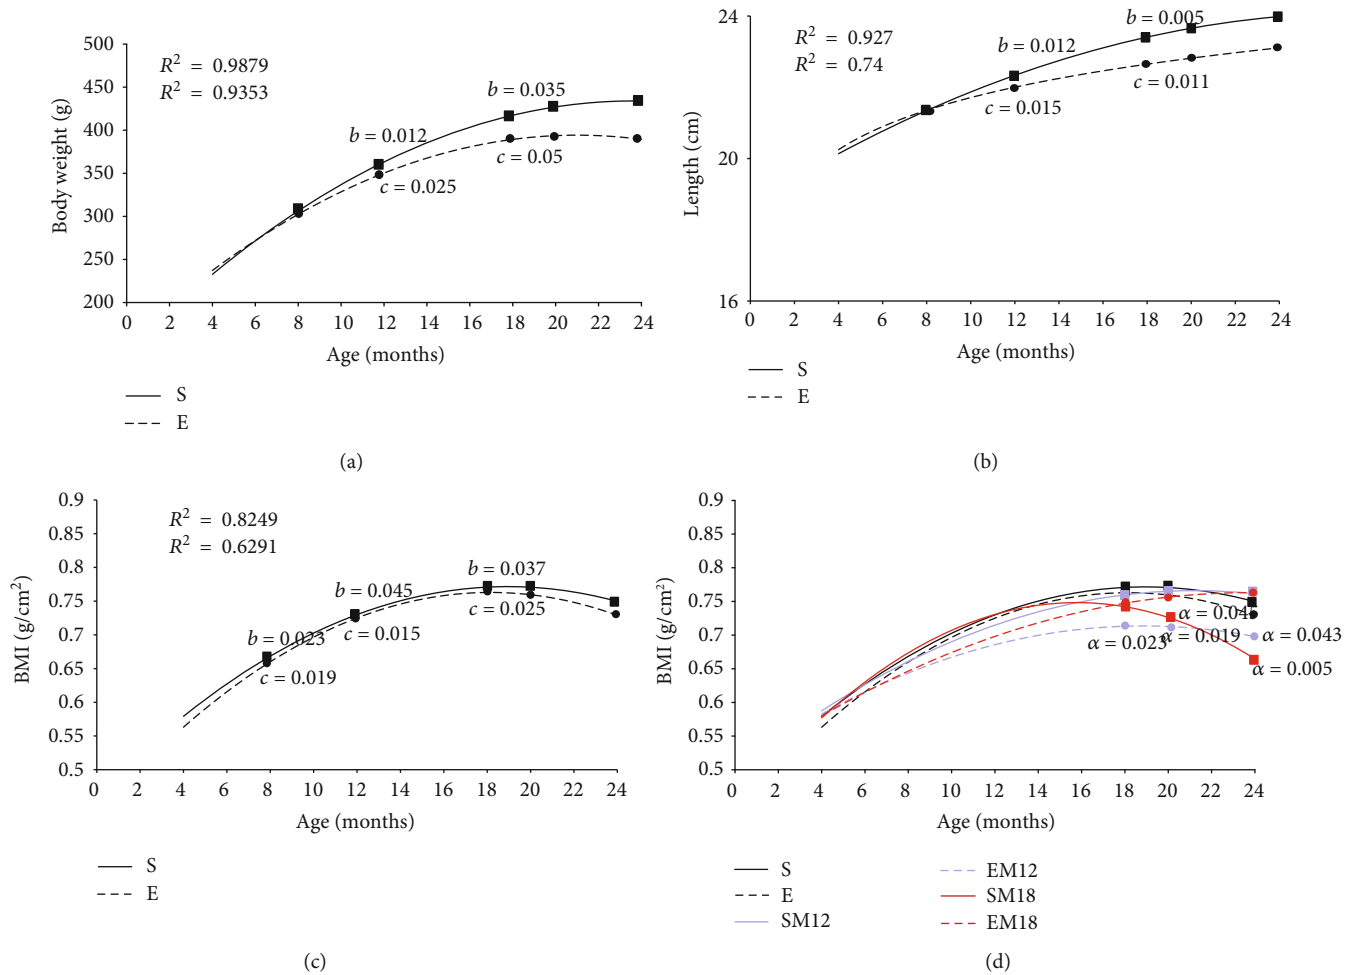 500
450
400
350
300
250
200
Body weight (g)
R² = 0.9879
R² = 0.9353
b = 0.012
b = 0.035
c = 0.025
c = 0.05
0 2 4 6 8 10 12 14 16 18 20 22 24
Age (months)
S
E
(a)
24
20
16
Length (cm)
R² = 0.927
R² = 0.74
b = 0.012
b = 0.005
c = 0.015
c = 0.011
0 2 4 6 8 10 12 14 16 18 20 22 24
Age (months)
S
E
(b)
0.9
0.85
0.8
0.75
0.7
0.65
0.6
0.55
0.5
BMI (g/cm²)
R² = 0.8249
R² = 0.6291
b = 0.023
b = 0.045
b = 0.037
c = 0.019
c = 0.015
c = 0.025
0 2 4 6 8 10 12 14 16 18 20 22 24
Age (months)
S
E
(c)
0.9
0.85
0.8
0.75
0.7
0.65
0.6
0.55
0.5
BMI (g/cm²)
α = 0.023
α = 0.019
α = 0.043
α = 0.005
0 2 4 6 8 10 12 14 16 18 20 22 24
Age (months)
S
E
SM12
EM12
SM18
EM18
(d)